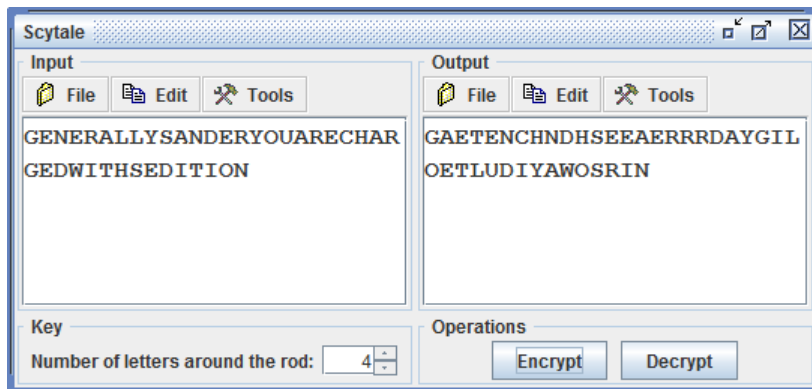 Scytale
Input
File Edit Tools
GENERALLYSANDERYOUARECHAR
GEDWITHSEDITION
Output
File Edit Tools
GAETENCHNDHSEEAERRRDAYGIL
OETLUDIYAWOSRIN
Key
Number of letters around the rod: 4
Operations
Encrypt Decrypt